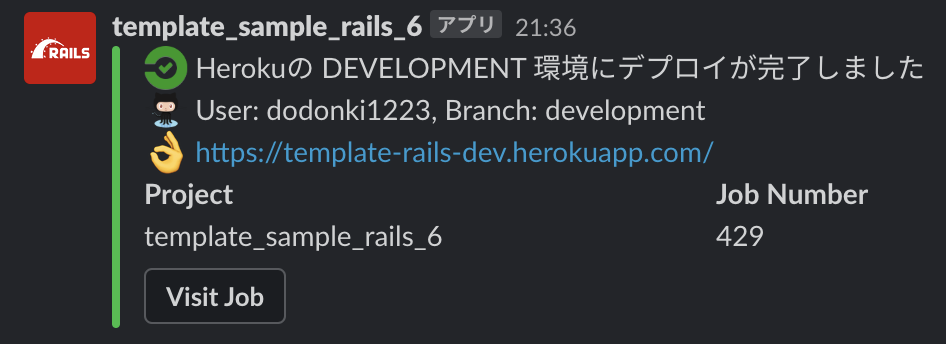 RAILS
template_sample_rails_6 アプリ 21:36
Herokuの DEVELOPMENT 環境にデプロイが完了しました
User: dodonki1223, Branch: development
https://template-rails-dev.herokuapp.com/
Project Job Number
template_sample_rails_6 429
Visit Job